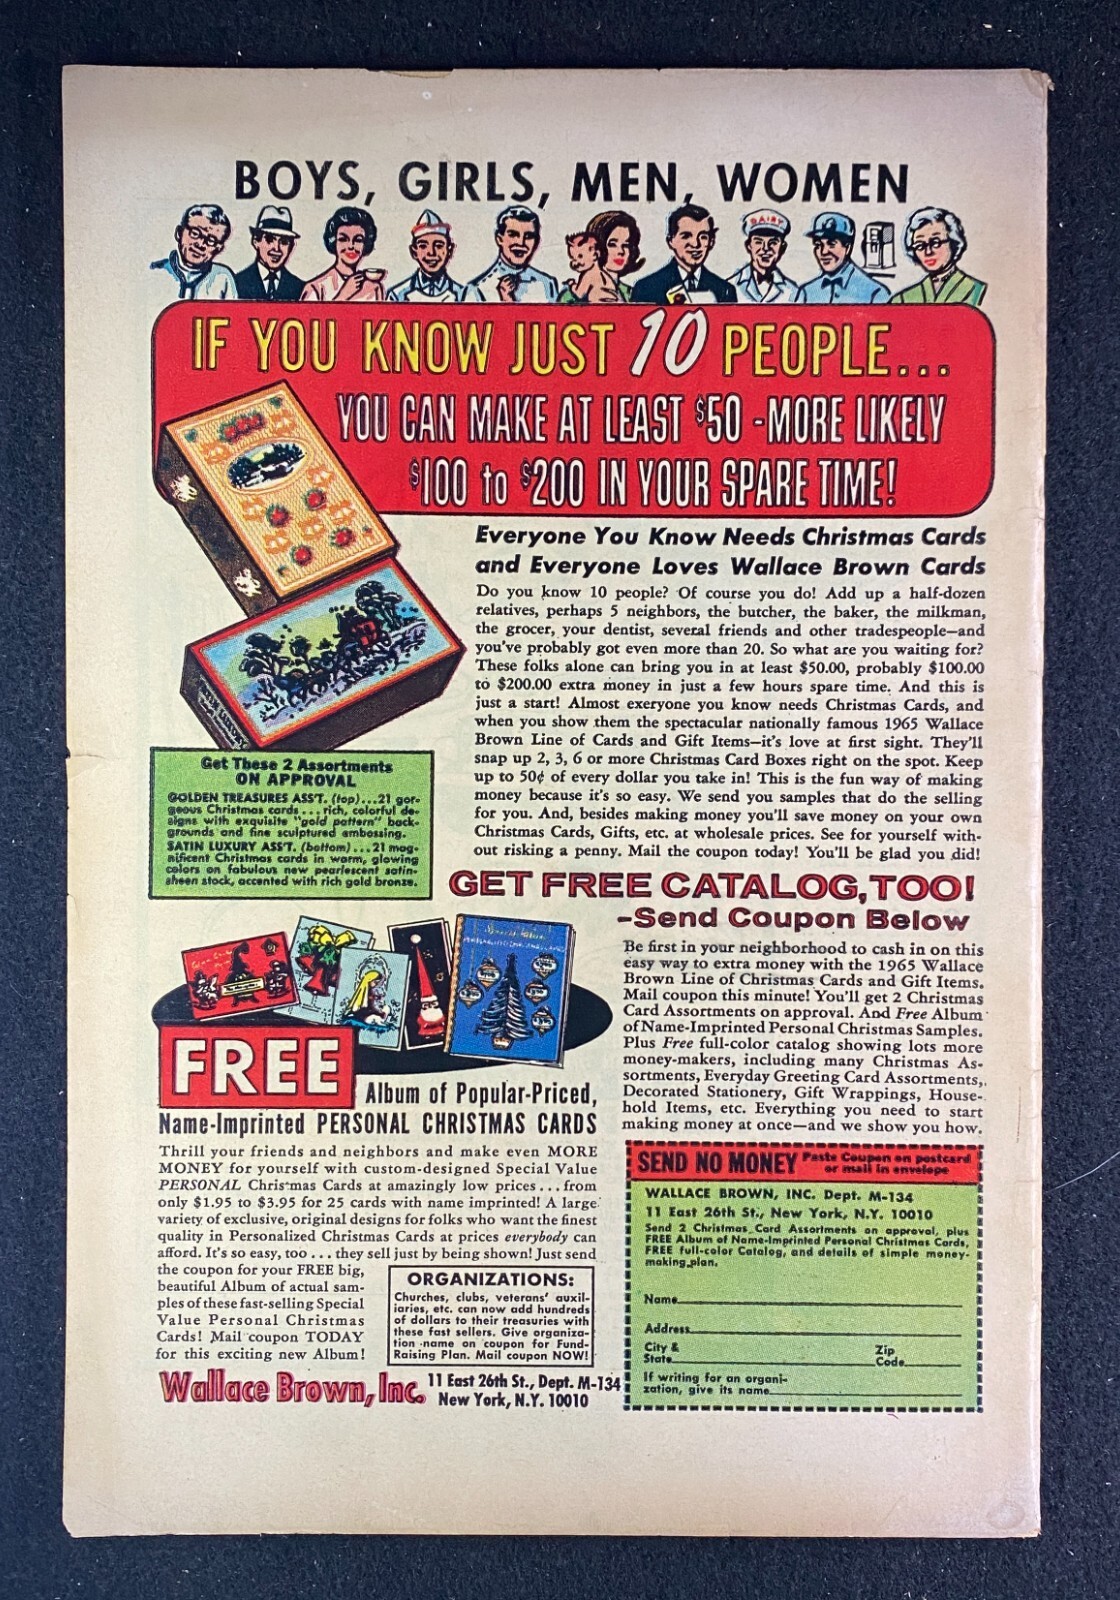 BOYS, GIRLS, MEN, WOMEN
DAIRY
IF YOU KNOW JUST 10 PEOPLE...
YOU CAN MAKE AT LEAST $50 - MORE LIKELY
$100 to $200 IN YOUR SPARE TIME!
Everyone You Know Needs Christmas Cards
and Everyone Loves Wallace Brown Cards
Do you know 10 people? Of course you do! Add up a half-dozen
relatives, perhaps 5 neighbors, the butcher, the baker, the milkman,
the grocer, your dentist, several friends and other tradespeople—and
you've probably got even more than 20. So what are you waiting for?
These folks alone can bring you in at least $50.00, probably $100.00
to $200.00 extra money in just a few hours spare time. And this is
just a start! Almost everyone you know needs Christmas Cards, and
when you show them the spectacular nationally famous 1965 Wallace
Brown Line of Cards and Gift Items—it's love at first sight. They'll
snap up 2, 3, 6 or more Christmas Card Boxes right on the spot. Keep
up to 50¢ of every dollar you take in! This is the fun way of making
money because it's so easy. We send you samples that do the selling
for you. And, besides making money you'll save money on your own
Christmas Cards, Gifts, etc. at wholesale prices. See for yourself with-
out risking a penny. Mail the coupon today! You'll be glad you did!
Get These 2 Assortments
ON APPROVAL
GOLDEN TREASURES ASS'T. (top)...21 gor-
geous Christmas cards...rich, colorful de-
signs with exquisite "gold pattern" back-
grounds and fine sculptured embossing.
SATIN LUXURY ASS'T. (bottom)...21 mag-
nificent Christmas cards in warm, glowing
colors on fabulous new pearlescent satin-
sheen stock, accented with rich gold bronze.
GET FREE CATALOG, TOO!
-Send Coupon Below
Be first in your neighborhood to cash in on this
easy way to extra money with the 1965 Wallace
Brown Line of Christmas Cards and Gift Items.
Mail coupon this minute! You'll get 2 Christmas
Card Assortments on approval. And Free Album
of Name-Imprinted Personal Christmas Samples.
Plus Free full-color catalog showing lots more
money-makers, including many Christmas As-
sortments, Everyday Greeting Card Assortments,
Decorated Stationery, Gift Wrappings, House-
hold Items, etc. Everything you need to start
making money at once—and we show you how.
FREE Album of Popular-Priced,
Name-Imprinted PERSONAL CHRISTMAS CARDS
Thrill your friends and neighbors and make even MORE
MONEY for yourself with custom-designed Special Value
PERSONAL Christmas Cards at amazingly low prices...from
only $1.95 to $3.95 for 25 cards with name imprinted! A large
variety of exclusive, original designs for folks who want the finest
quality in Personalized Christmas Cards at prices everybody can
afford. It's so easy, too...they sell just by being shown! Just send
the coupon for your FREE big,
beautiful Album of actual sam-
ples of these fast-selling Special
Value Personal Christmas
Cards! Mail coupon TODAY
for this exciting new Album!
ORGANIZATIONS:
Churches, clubs, veterans' auxil-
iaries, etc. can now add hundreds
of dollars to their treasuries with
these fast sellers. Give organiza-
tion name on coupon for Fund-
Raising Plan. Mail coupon NOW!
Wallace Brown, Inc. 11 East 26th St., Dept. M-134
New York, N.Y. 10010
SEND NO MONEY Paste Coupon on postcard
or mail in envelope
WALLACE BROWN, INC. Dept. M-134
11 East 26th St., New York, N.Y. 10010
Send 2 Christmas Card Assortments on approval, plus
FREE Album of Name-Imprinted Personal Christmas Cards,
FREE full-color Catalog, and details of simple money-
making plan.
Name
Address
City &
State
Zip
Code
If writing for an organi-
zation, give its name